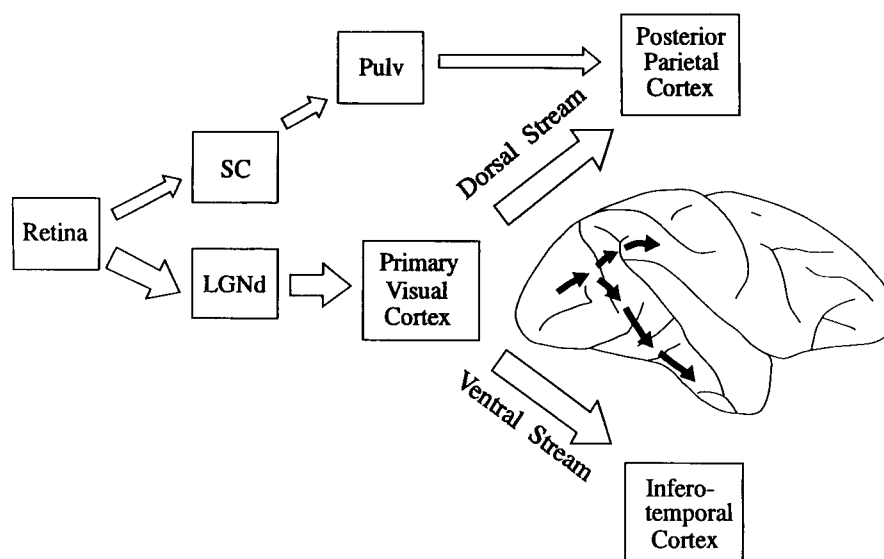 Posterior
Parietal
Cortex
Pulv
Dorsal Stream
SC
Retina
LGNd
Primary
Visual
Cortex
Ventral Stream
Infero-
temporal
Cortex